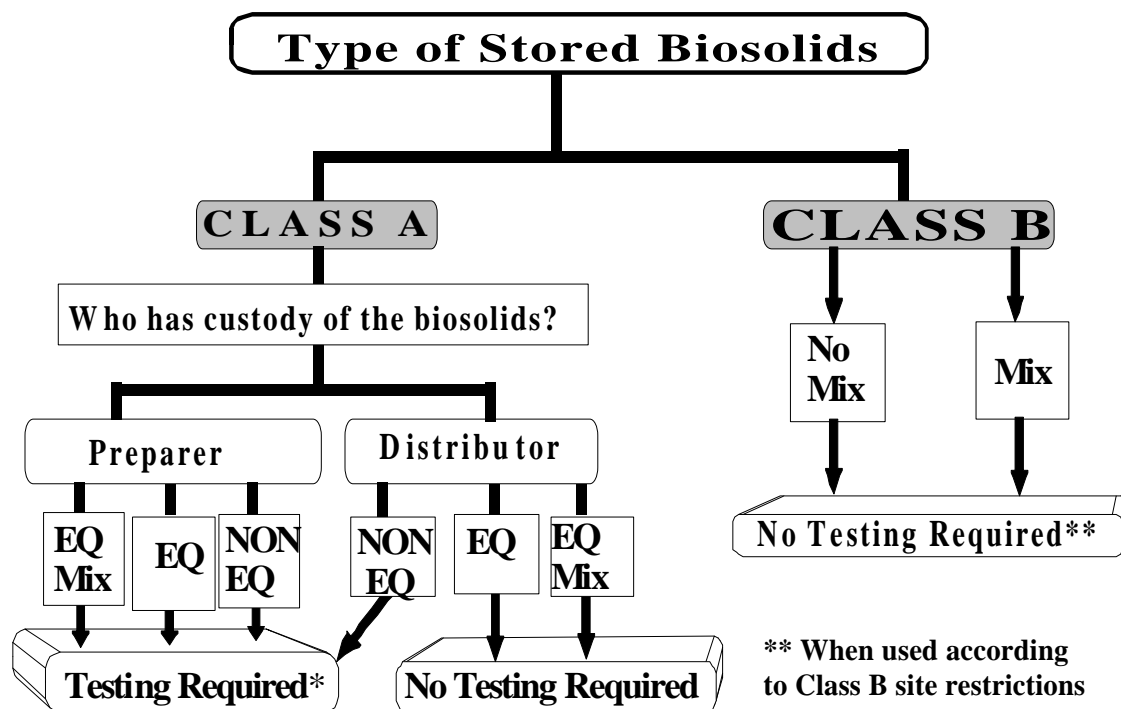 Type of Stored Biosolids
CLASS A
CLASS B
Who has custody of the biosolids?
No
Mix
Mix
Preparer
Distributor
No Testing Required**
EQ
Mix
EQ
NON
EQ
NON
EQ
EQ
EQ
Mix
Testing Required*
No Testing Required
** When used according
to Class B site restrictions